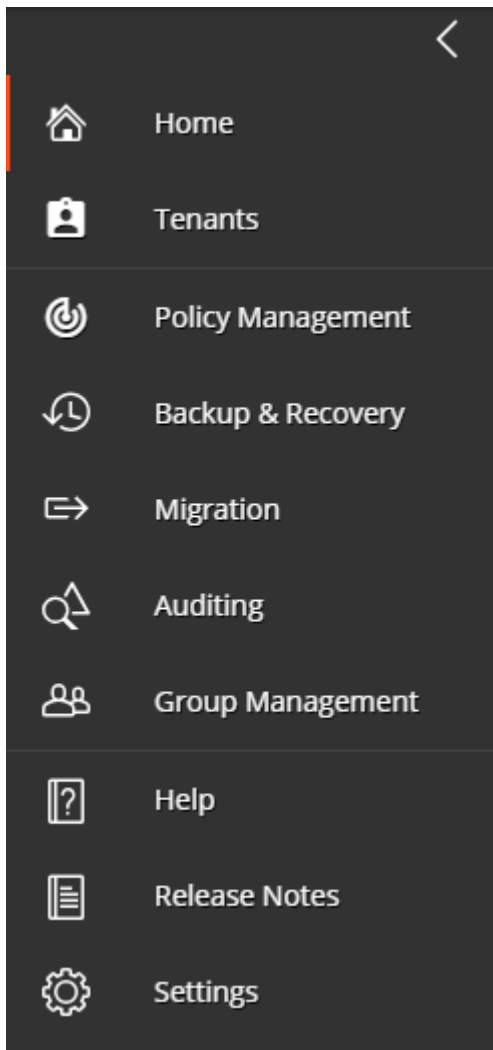 Home
Tenants
Policy Management
Backup & Recovery
Migration
Auditing
Group Management
Help
Release Notes
Settings